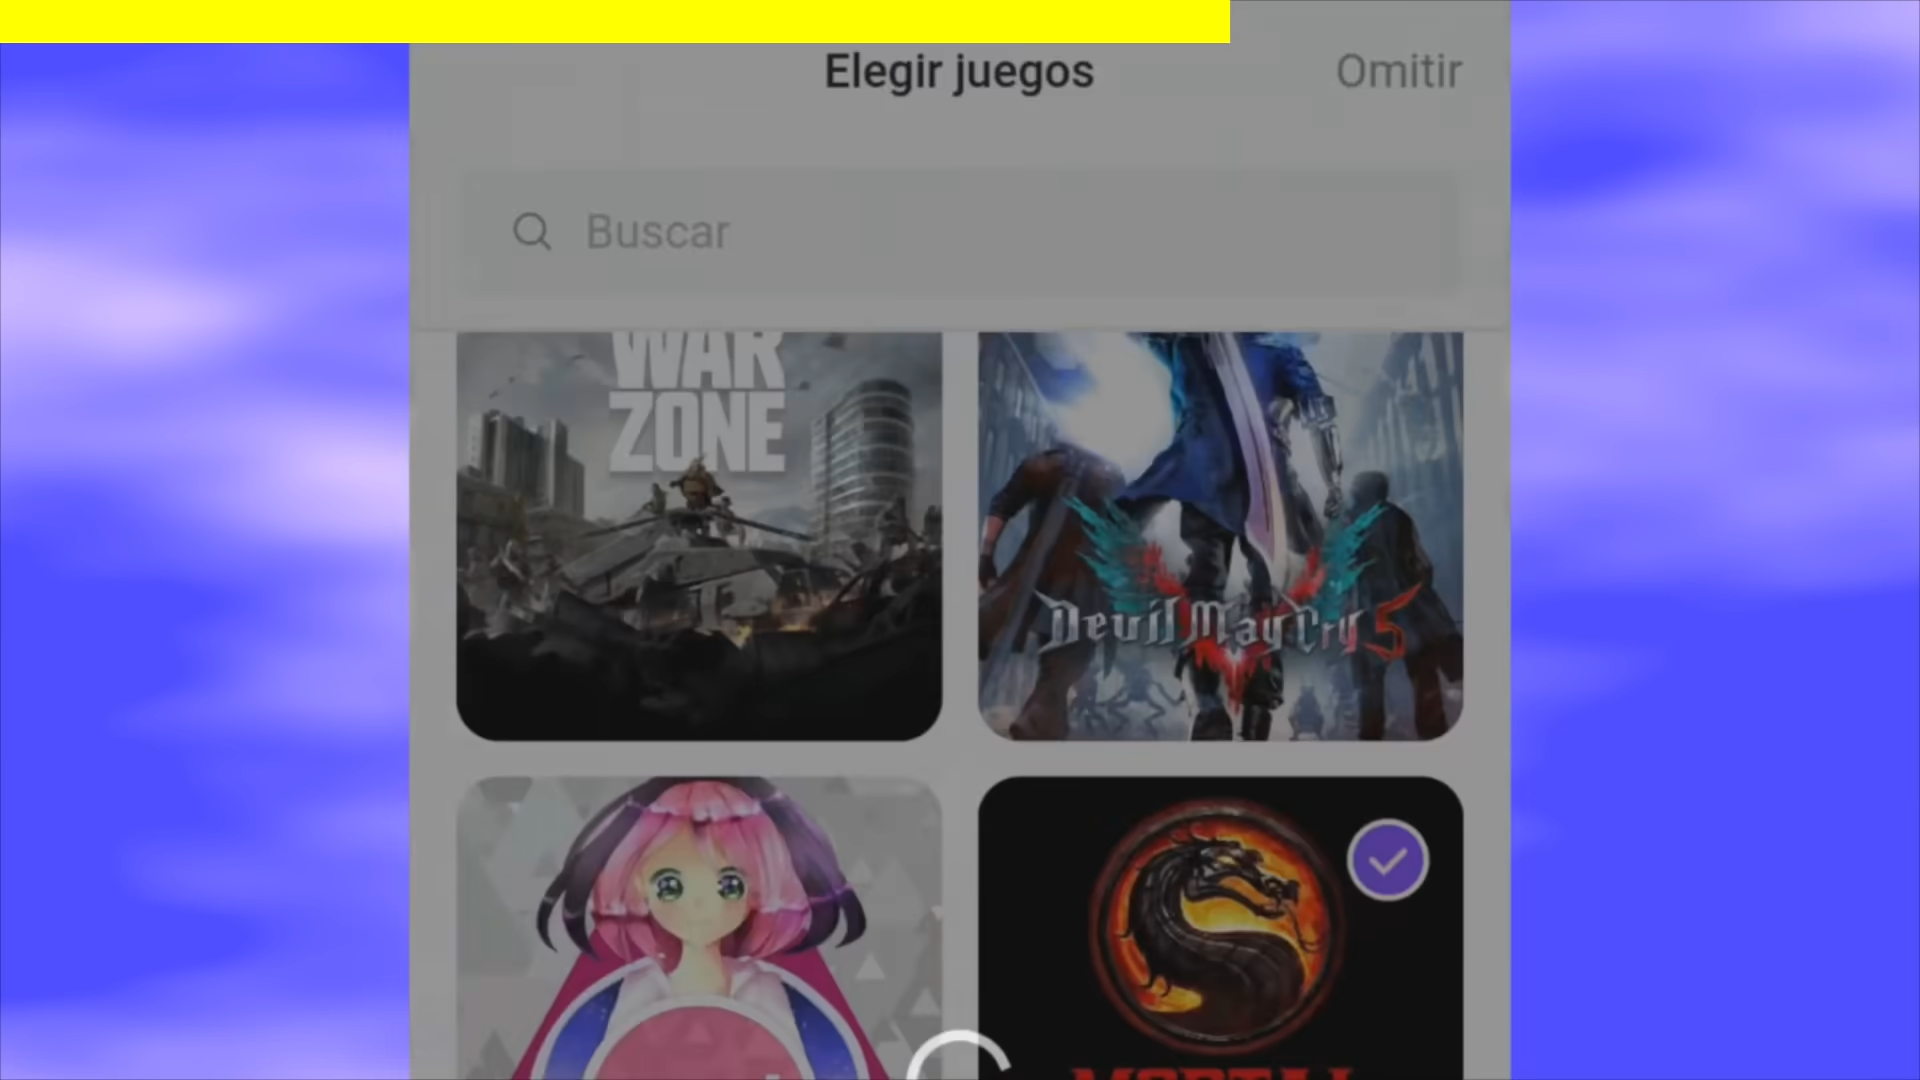 Elegir juegos
Omitir
Buscar
WAR
ZONE
Devil May Cry 5